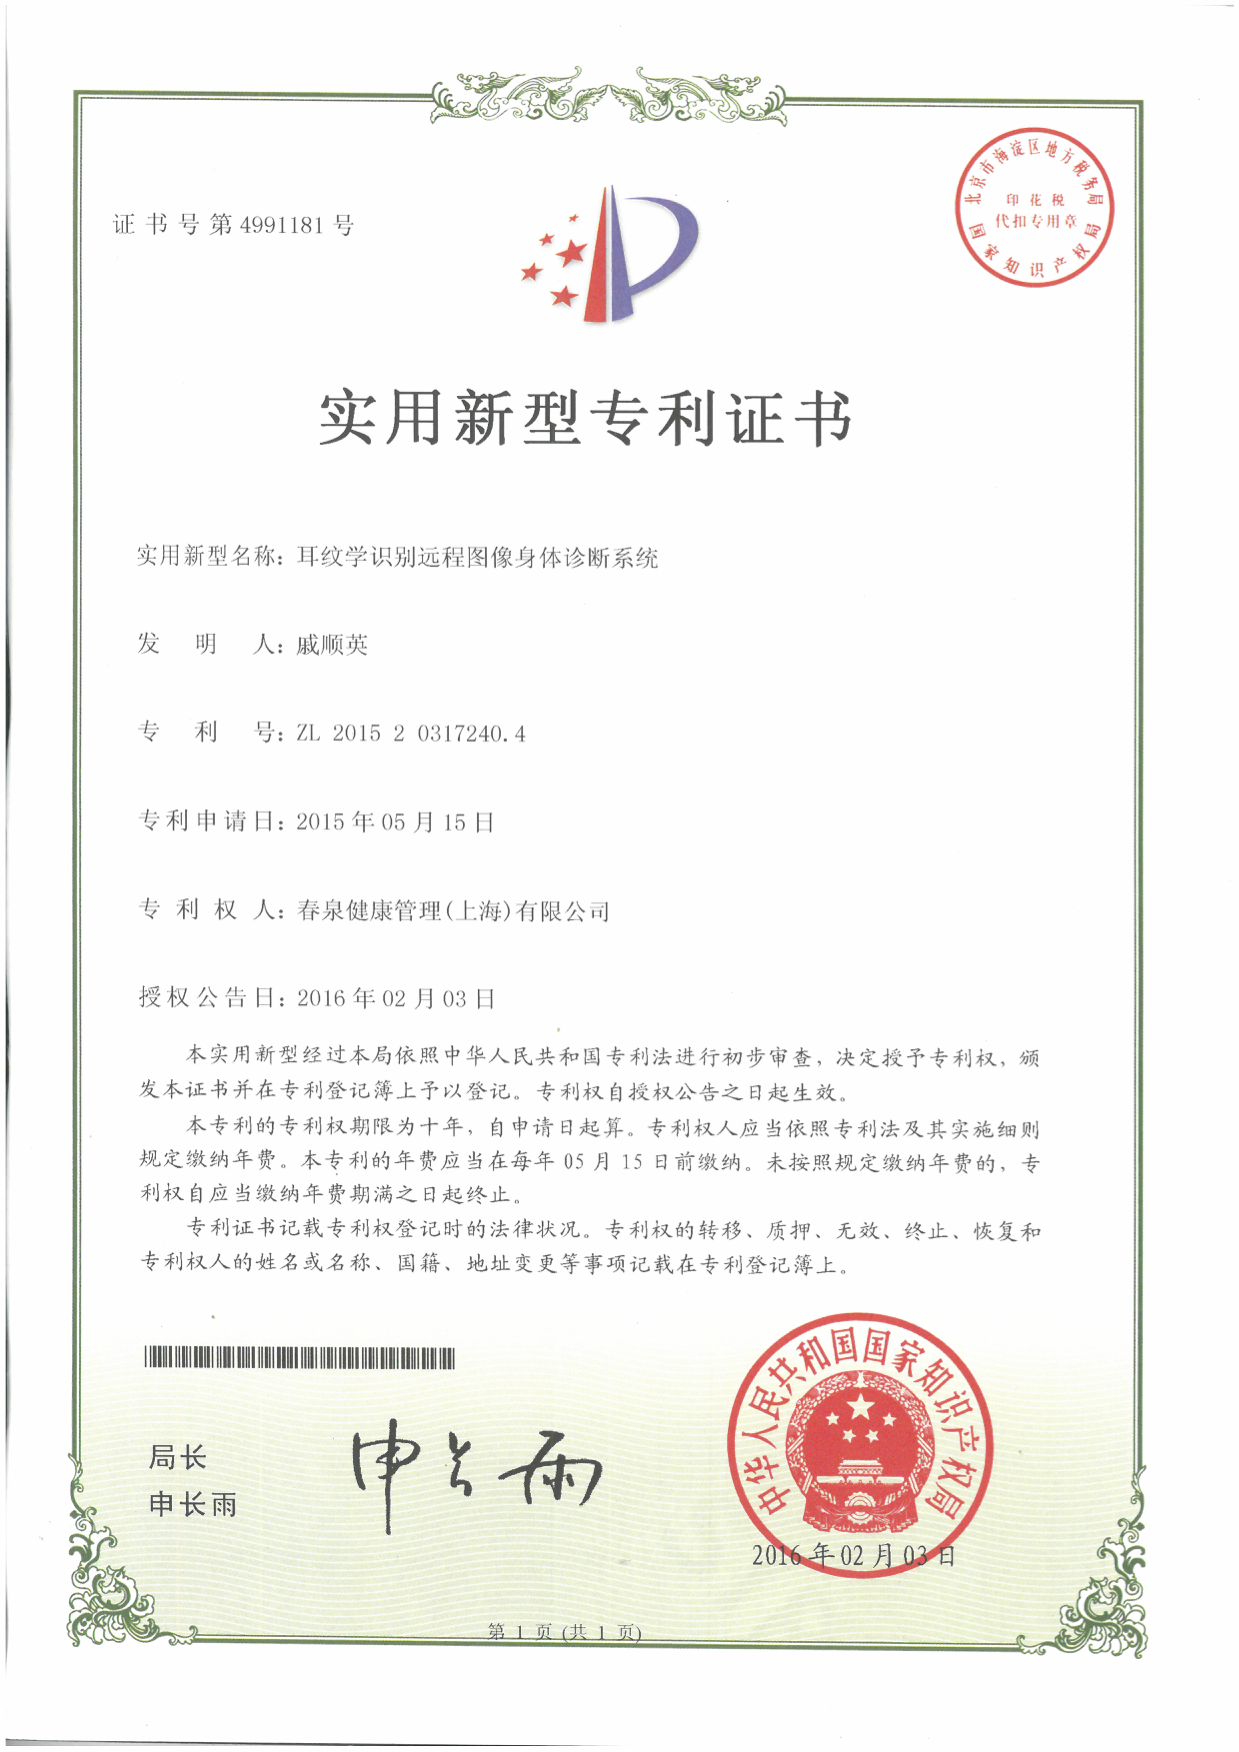 证书号第4991181号
北京市海淀区地方税务局
印花税
代扣专用章
国家知识产权局
实用新型专利证书
实用新型名称：耳纹学识别远程图像身体诊断系统
发明人：戚顺英
专利号：ZL 2015 2 0317240.4
专利申请日：2015年05月15日
专利权人：春泉健康管理(上海)有限公司
授权公告日：2016年02月03日
本实用新型经过本局依照中华人民共和国专利法进行初步审查，决定授予专利权，颁
发本证书并在专利登记簿上予以登记。专利权自授权公告之日起生效。
本专利的专利权期限为十年，自申请日起算。专利权人应当依照专利法及其实施细则
规定缴纳年费。本专利的年费应当在每年05月15日前缴纳。未按照规定缴纳年费的，专
利权自应当缴纳年费期满之日起终止。
专利证书记载专利权登记时的法律状况。专利权的转移、质押、无效、终止、恢复和
专利权人的姓名或名称、国籍、地址变更等事项记载在专利登记簿上。
中华人民共和国国家知识产权局
局长
申长雨
申长雨
2016年02月03日
第1页(共1页)